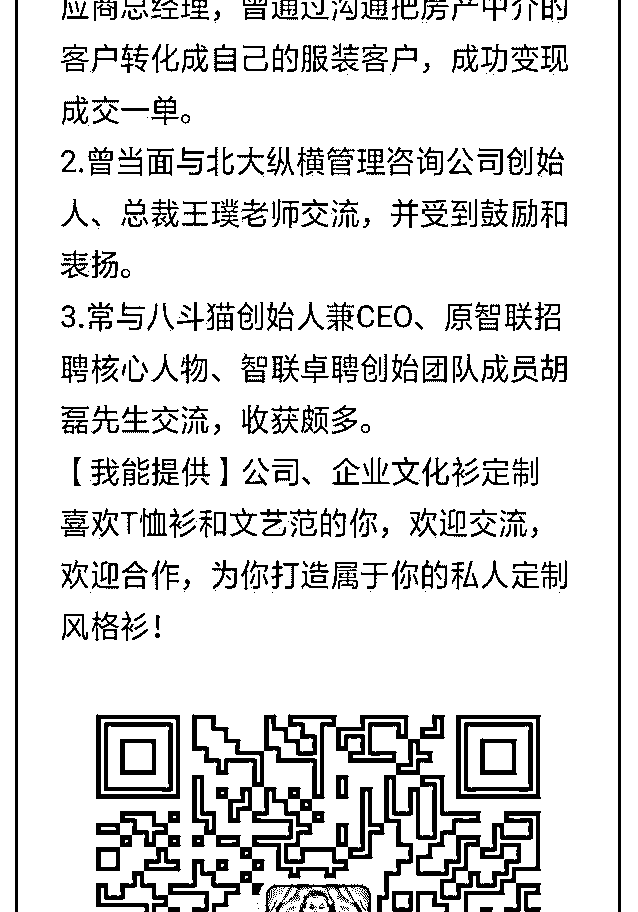 应商总经理，曾通过沟通把房产中介的
客户转化成自己的服装客户，成功变现
成交一单。
2.曾当面与北大纵横管理咨询公司创始
人、总裁王璞老师交流，并受到鼓励和
表扬。
3.常与八斗猫创始人兼CEO、原智联招
聘核心人物、智联卓聘创始团队成员胡
磊先生交流，收获颇多。
【我能提供】公司、企业文化衫定制
喜欢T恤衫和文艺范的你，欢迎交流，
欢迎合作，为你打造属于你的私人定制
风格衫！